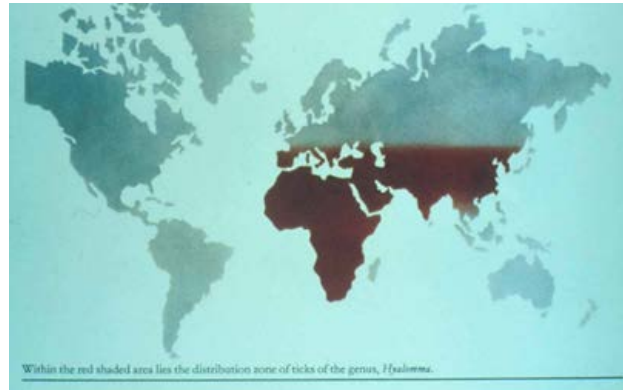 Within the red shaded area lies the distribution zone of ticks of the genus, Hyalomma.